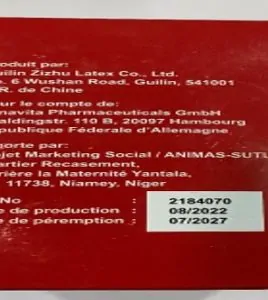 oduit par:
uilin Zizhu Latex Co., Ltd.
o. 6 Wushan Road, Guilin, 541001
.R. de Chine
ur le compte de:
navita Pharmaceuticals GmbH
aldingstr. 110 B, 20097 Hambourg
publique Féderale d'Allemagne
porte par:
jet Marketing Social / ANIMAS-SUTU
artier Recasement,
rière la Maternité Yantala,
11738, Niamey, Niger
No : 2184070
e de production : 08/2022
e de péremption : 07/2027